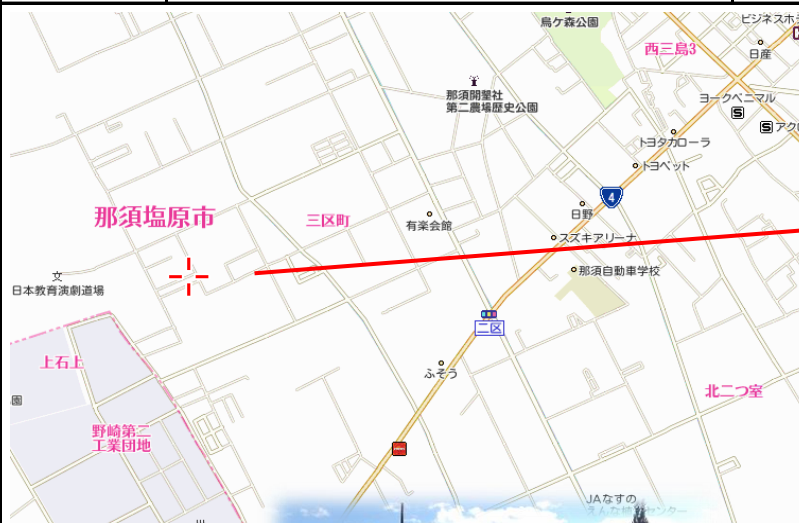 烏ケ森公園
ビジネスホ
西三島3
日産
那須開墾社
第二農場歴史公園
ヨークベニマル
S
S アク
トヨタカローラ
トヨペット
4
日野
那須塩原市
三区町
有楽会館
スズキアリーナ
那須自動車学校
文
日本教育演劇道場
二区
上石上
ふそう
北二つ室
園
野崎第二
工業団地
JAなすの
センター